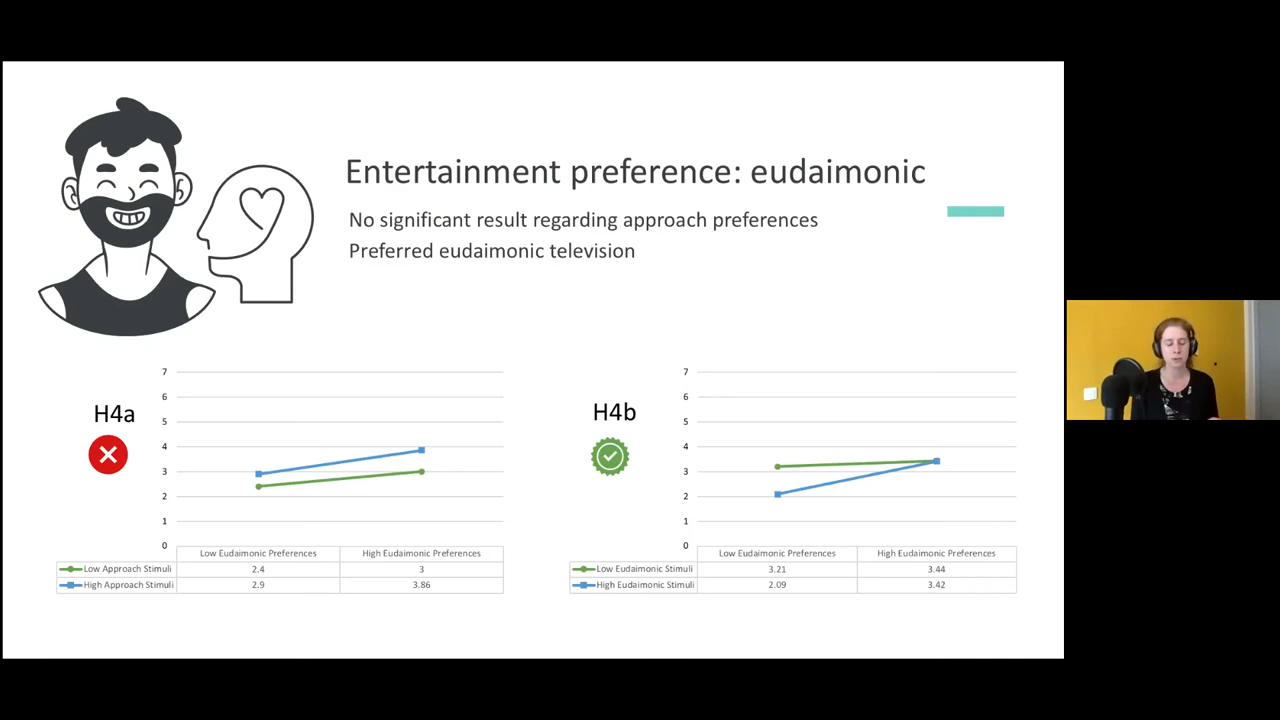 Entertainment preference: eudaimonic
No significant result regarding approach preferences
Preferred eudaimonic television
H4a
7
6
5
4
3
2
1
0
Low Eudaimonic Preferences High Eudaimonic Preferences
Low Approach Stimuli 2.4 3
High Approach Stimuli 2.9 3.86
H4b
7
6
5
4
3
2
1
0
Low Eudaimonic Preferences High Eudaimonic Preferences
Low Eudaimonic Stimuli 3.21 3.44
High Eudaimonic Stimuli 2.09 3.42